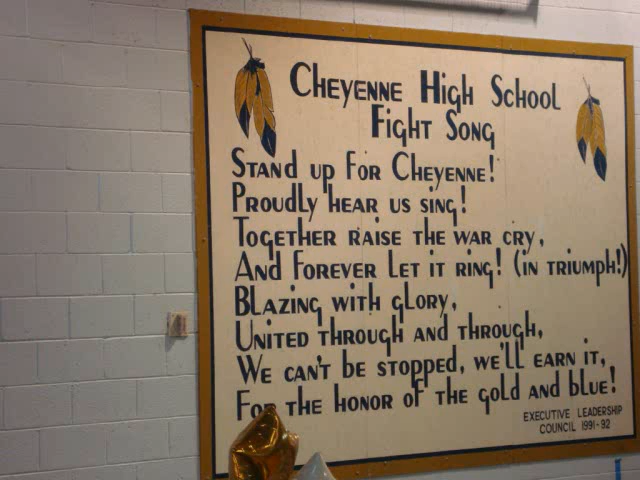 Cheyenne High School
Fight Song
Stand up for Cheyenne!
Proudly hear us sing!
Together raise the war cry,
And forever let it ring! (in triumph!)
Blazing with glory,
United through and through,
We can't be stopped, we'll earn it,
For the honor of the gold and blue!
EXECUTIVE LEADERSHIP
COUNCIL 1991-92